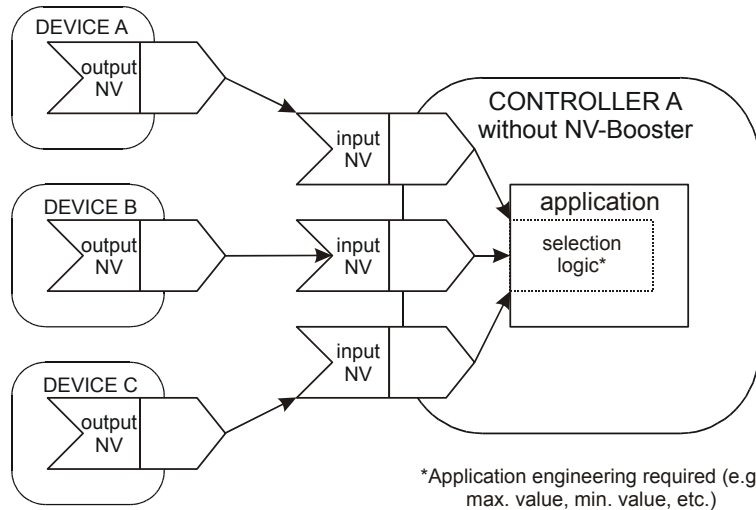 DEVICE A
output
NV
DEVICE B
output
NV
DEVICE C
output
NV
input
NV
input
NV
input
NV
CONTROLLER A
without NV-Booster
application
selection
logic*
*Application engineering required (e.g
max. value, min. value, etc.)